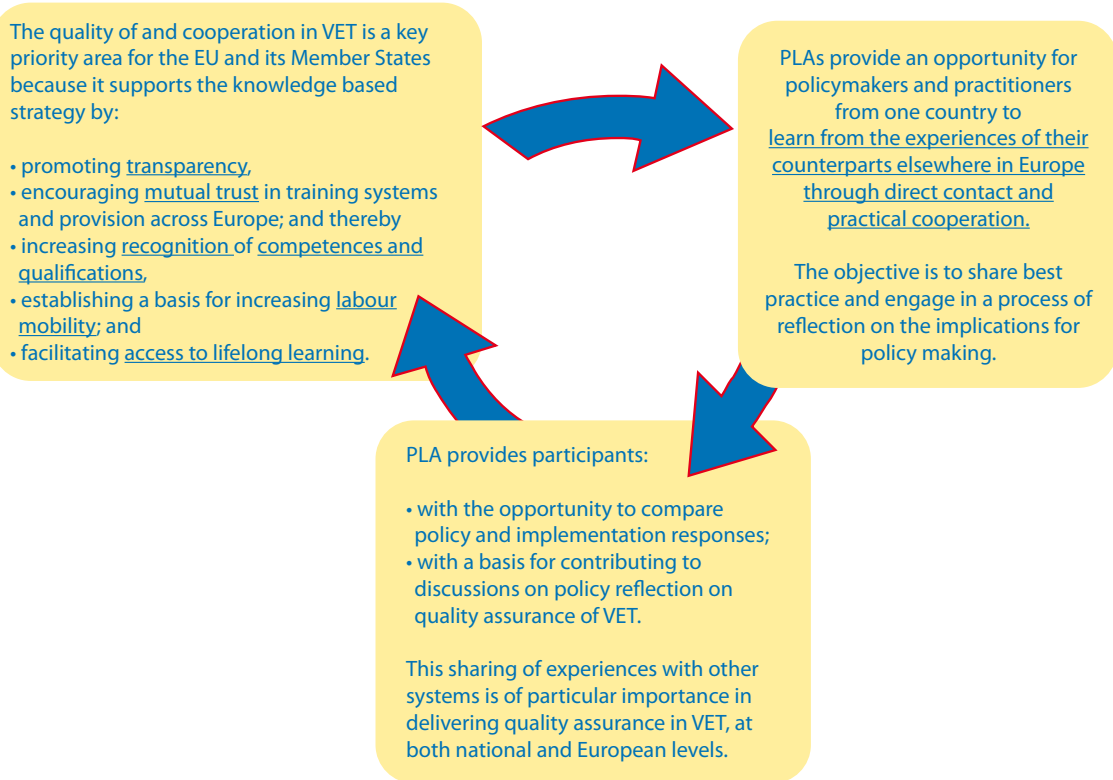 The quality of and cooperation in VET is a key
priority area for the EU and its Member States
because it supports the knowledge based
strategy by:
• promoting transparency,
• encouraging mutual trust in training systems
and provision across Europe; and thereby
• increasing recognition of competences and
qualifications,
• establishing a basis for increasing labour
mobility; and
• facilitating access to lifelong learning.
PLAs provide an opportunity for
policymakers and practitioners
from one country to
learn from the experiences of their
counterparts elsewhere in Europe
through direct contact and
practical cooperation.
The objective is to share best
practice and engage in a process of
reflection on the implications for
policy making.
PLA provides participants:
• with the opportunity to compare
policy and implementation responses;
• with a basis for contributing to
discussions on policy reflection on
quality assurance of VET.
This sharing of experiences with other
systems is of particular importance in
delivering quality assurance in VET, at
both national and European levels.